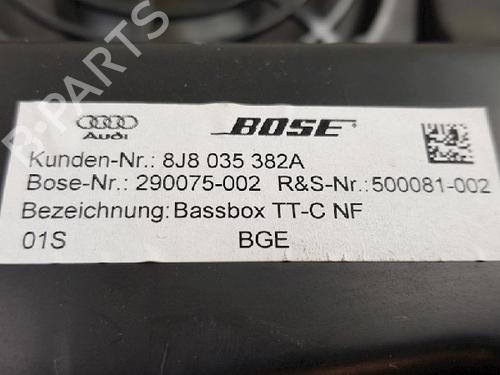 Audi BOSE
Kunden-Nr.: 8J8 035 382A
Bose-Nr.: 290075-002 R&S-Nr.:500081-002
Bezeichnung: Bassbox TT-C NF
01S BGE
B-PARTS